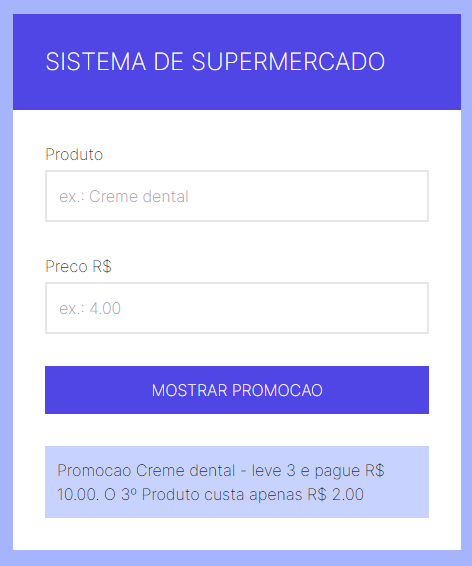 SISTEMA DE SUPERMERCADO
Produto
ex.: Creme dental
Preco R$
ex.: 4.00
MOSTRAR PROMOCAO
Promocao Creme dental - leve 3 e pague R$
10.00. O 3º Produto custa apenas R$ 2.00